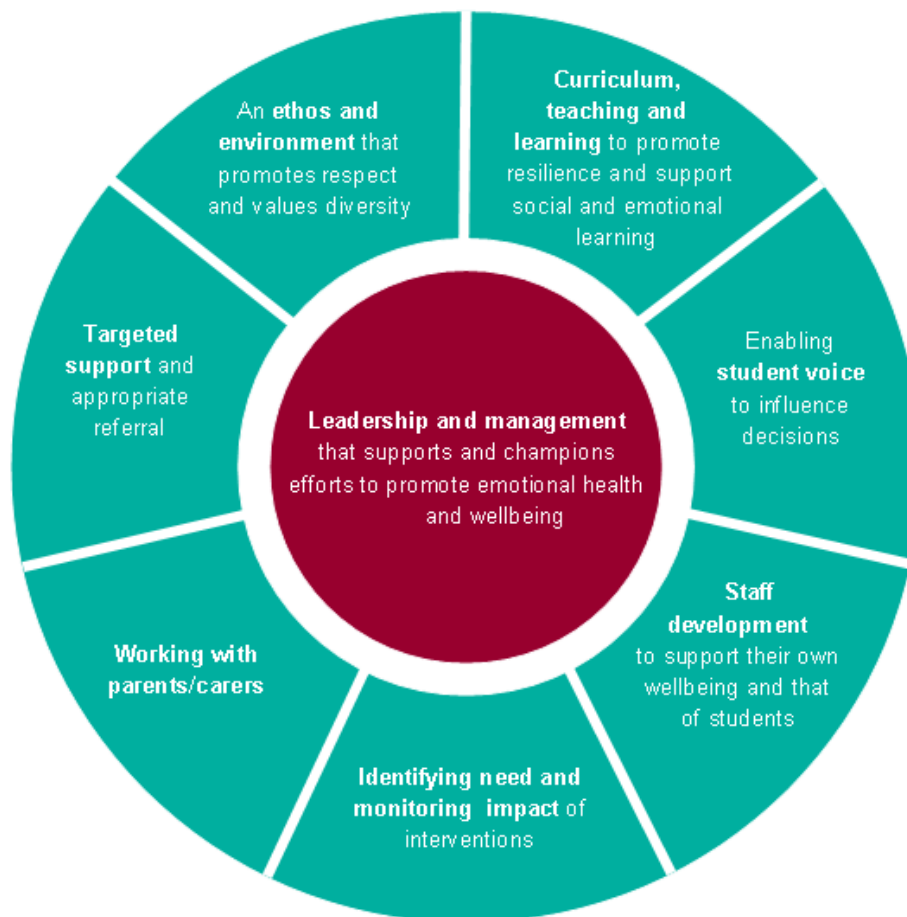 An ethos and
environment that
promotes respect
and values diversity
Curriculum,
teaching and
learning to promote
resilience and support
social and emotional
learning
Enabling
student voice
to influence
decisions
Staff
development
to support their own
wellbeing and that
of students
Identifying need and
monitoring impact of
interventions
Working with
parents/carers
Targeted
support and
appropriate
referral
Leadership and management
that supports and champions
efforts to promote emotional health
and wellbeing